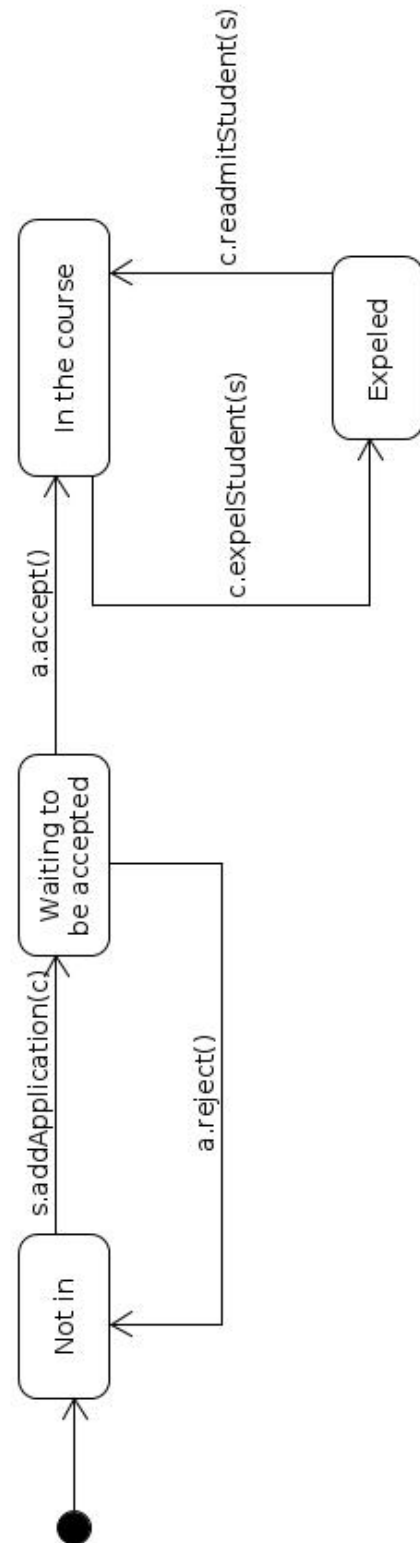 Not in
s.addApplication(c)
Waiting to
be accepted
a.accept()
In the course
a.reject()
c.expelStudent(s)
c.readmitStudent(s)
Expeled